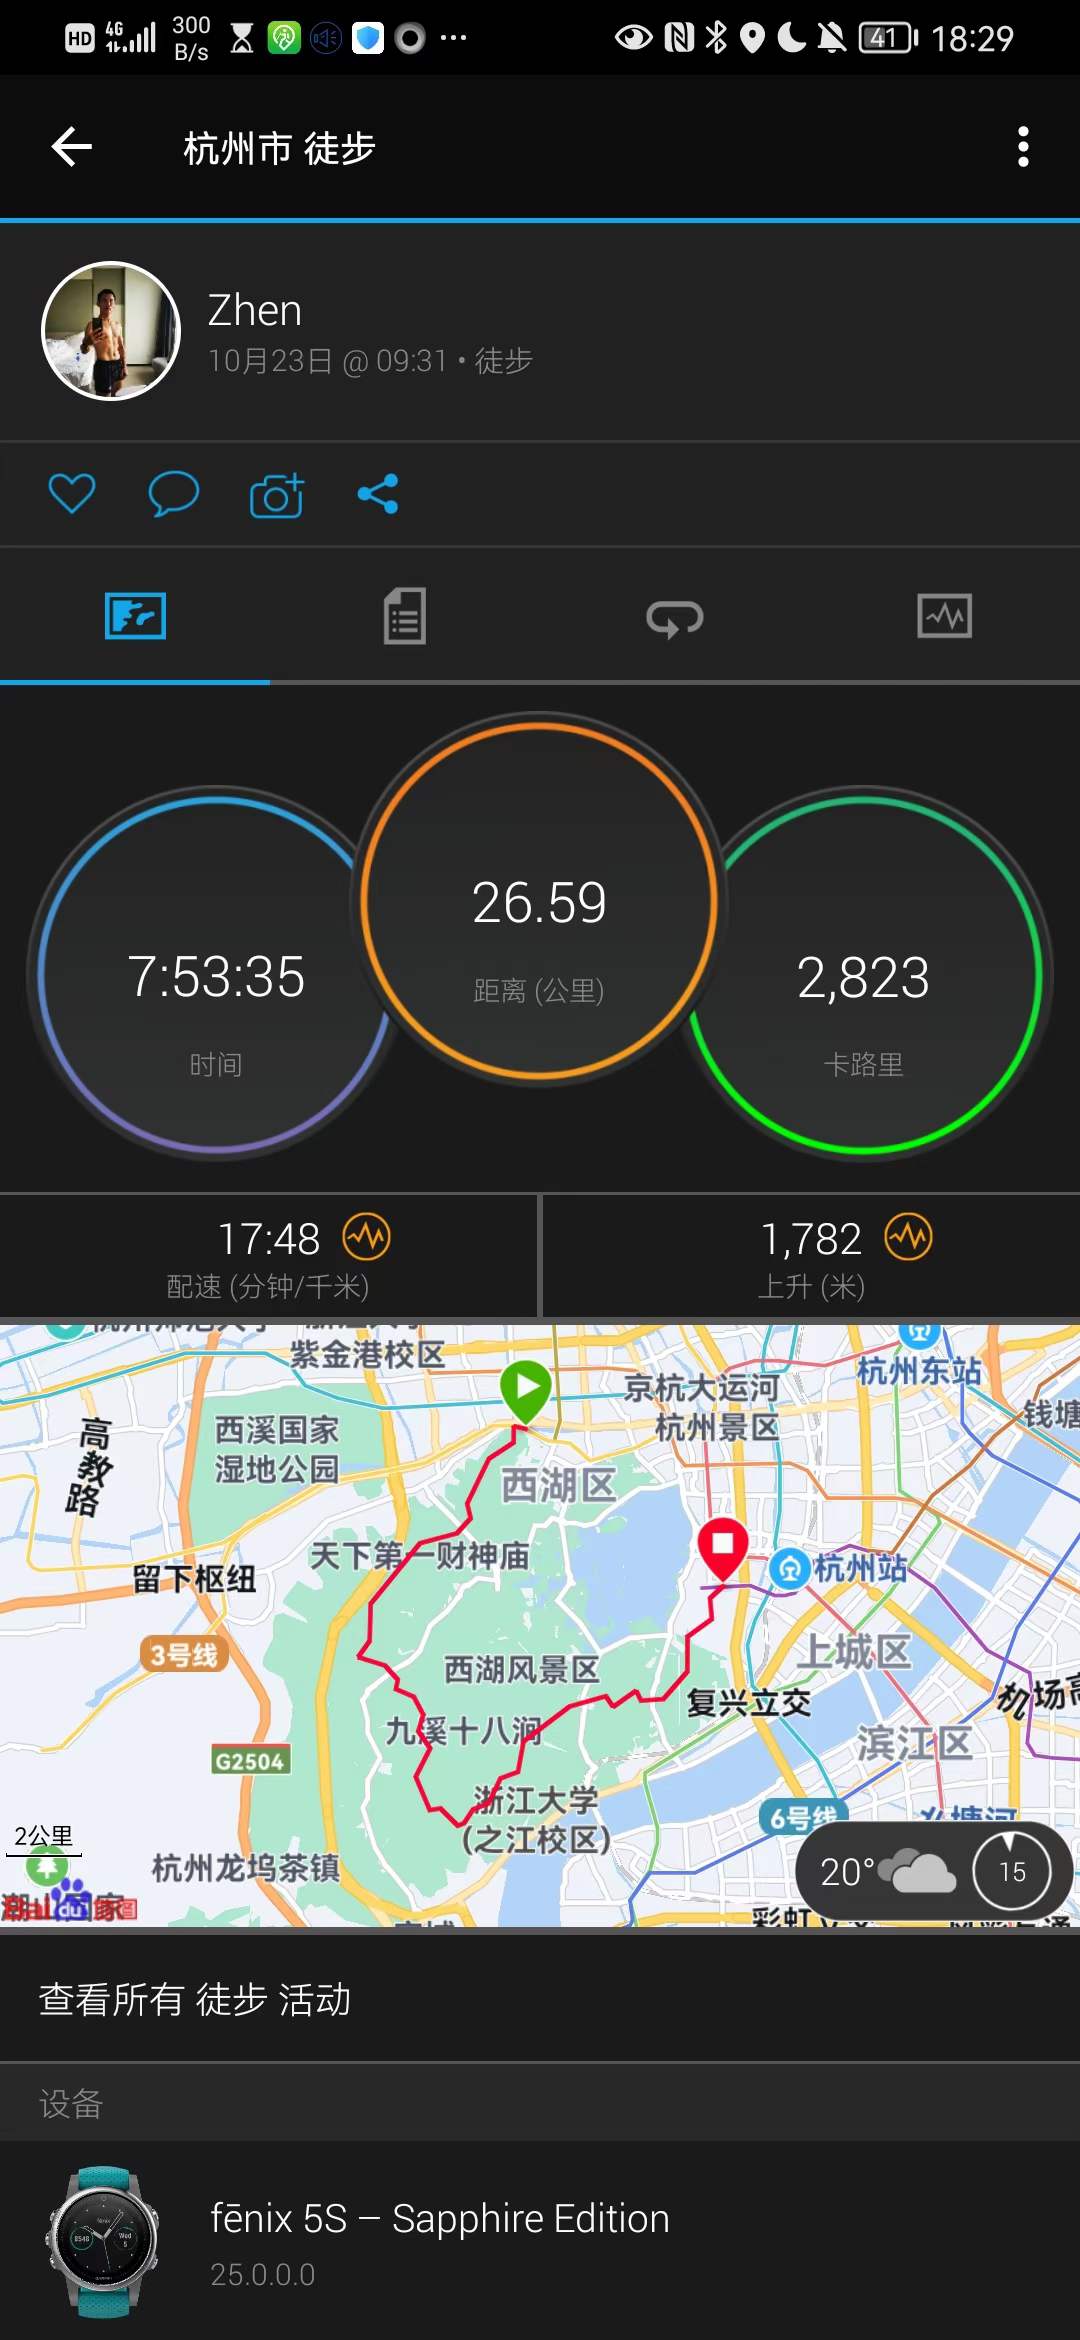 HD 4G 300 B/s 41 18:29
杭州市 徒步
Zhen
10月23日 @ 09:31 • 徒步
26.59
距离 (公里)
7:53:35
时间
2,823
卡路里
17:48
配速 (分钟/千米)
1,782
上升 (米)
紫金港校区
杭州东站
京杭大运河
杭州景区
钱塘
高教路
西溪国家
湿地公园
西湖区
天下第一财神庙
留下枢纽
杭州站
3号线
上城区
西湖风景区
复兴立交
机场高
九溪十八涧
滨江区
G2504
浙江大学
(之江校区)
6号线
2公里
杭州龙坞茶镇
20°
15
查看所有 徒步 活动
设备
fēnix 5S – Sapphire Edition
25.0.0.0